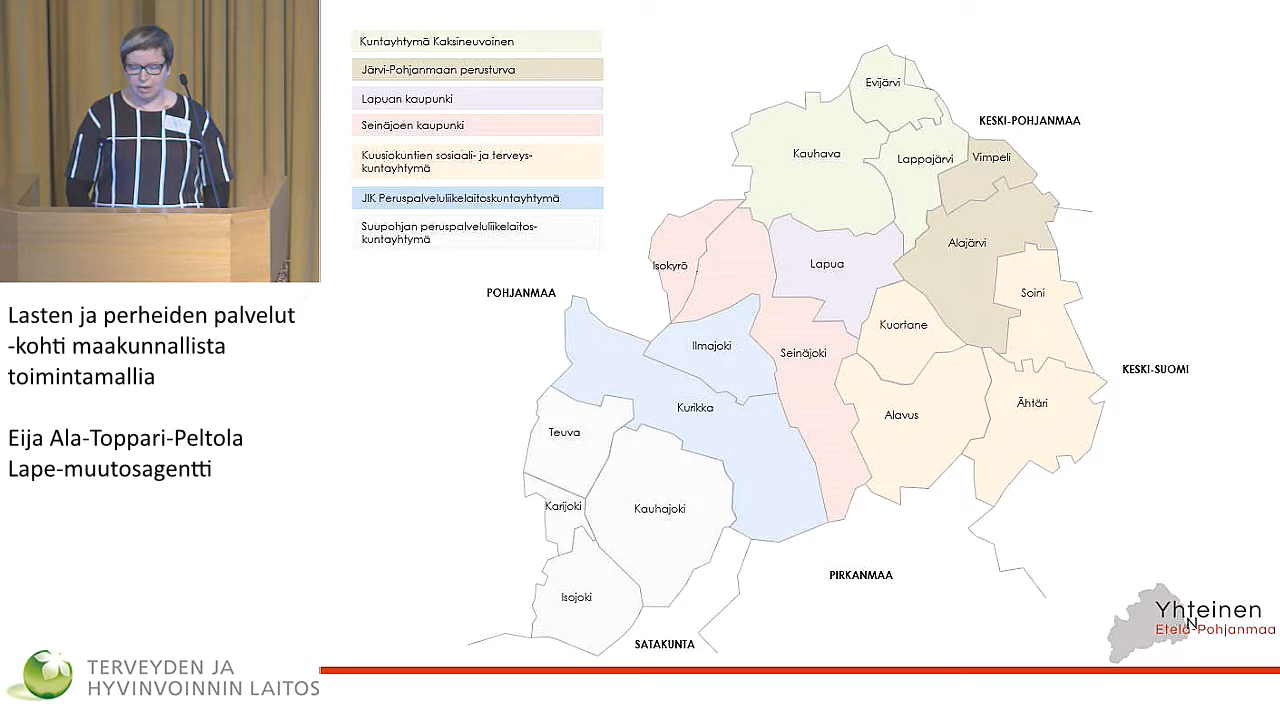 Kuntayhtymä Kaksineuvoinen
Järvi-Pohjanmaan perusturva
Lapuan kaupunki
Seinäjoen kaupunki
Kuusiokuntien sosiaali- ja terveys-
kuntayhtymä
JIK Peruspalveluliikelaitoskuntayhtymä
Suupohjan peruspalveluliikelaitos-
kuntayhtymä
Evijärvi
KESKI-POHJANMAA
Kauhava
Lappajärvi
Vimpeli
Alajärvi
Isokyrö
Lapua
POHJANMAA
Soini
Kuortane
Ilmajoki
Seinäjoki
KESKI-SUOMI
Kurikka
Alavus
Ähtäri
Teuva
Karijoki
Kauhajoki
PIRKANMAA
Isojoki
SATAKUNTA
Lasten ja perheiden palvelut
-kohti maakunnallista
toimintamallia
Eija Ala-Toppari-Peltola
Lape-muutosagentti
Yhteinen
N
Etelä-Pohjanmaa
TERVEYDEN JA
HYVINVOINNIN LAITOS